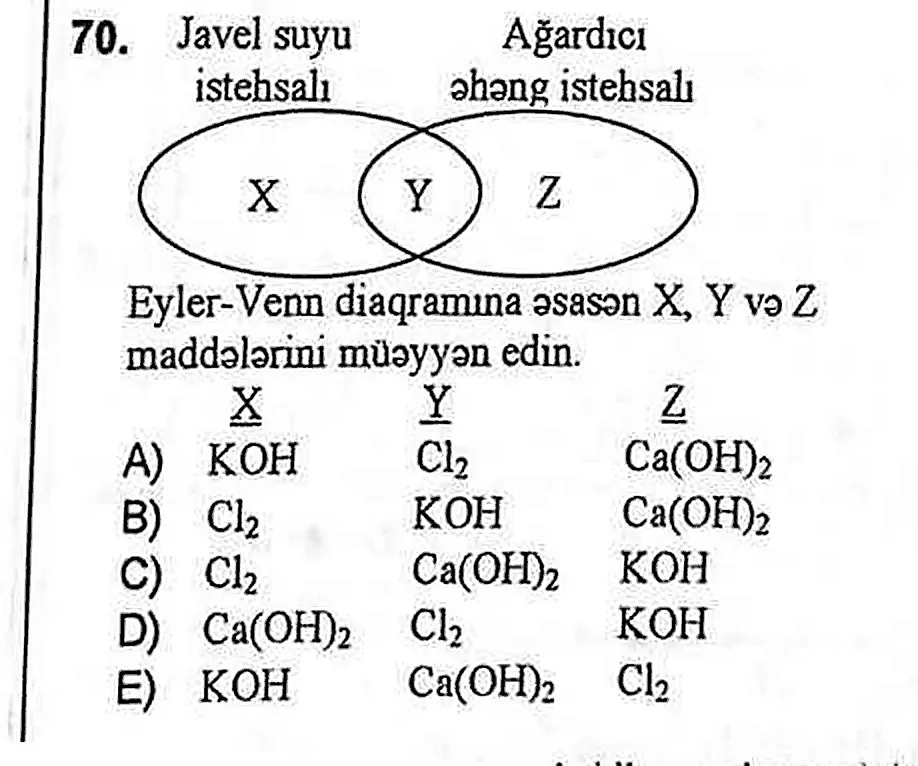 70. Javel suyu Ağardıcı
istehsalı əhəng istehsalı
X Y Z
Eyler-Venn diaqramına əsasən X, Y və Z
maddələrini müəyyən edin.
X Y Z
A) KOH Cl₂ Ca(OH)₂
B) Cl₂ KOH Ca(OH)₂
C) Cl₂ Ca(OH)₂ KOH
D) Ca(OH)₂ Cl₂ KOH
E) KOH Ca(OH)₂ Cl₂